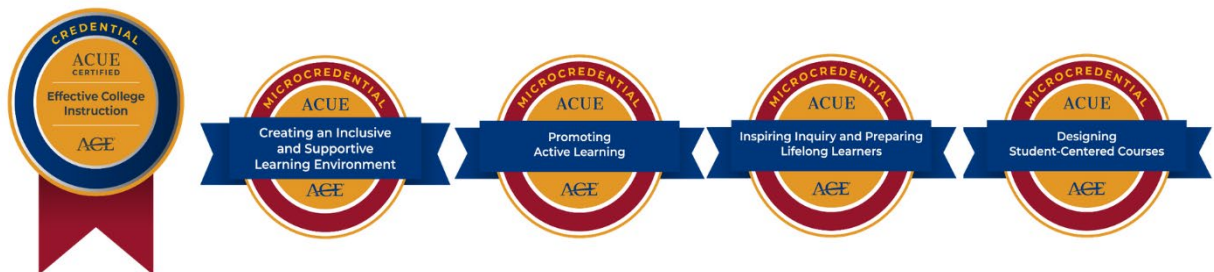 CREDENTIAL
ACUE
CERTIFIED
Effective College
Instruction
ACE
MICROCREDENTIAL
ACUE
Creating an Inclusive
and Supportive
Learning Environment
ACE
MICROCREDENTIAL
ACUE
Promoting
Active Learning
ACE
MICROCREDENTIAL
ACUE
Inspiring Inquiry and Preparing
Lifelong Learners
ACE
MICROCREDENTIAL
ACUE
Designing
Student-Centered Courses
ACE